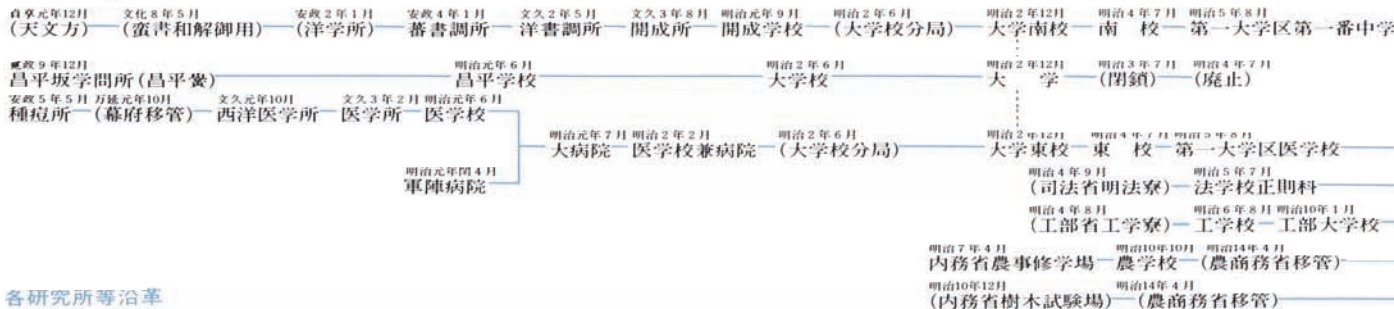 貞享元年12月 文化8年5月 安政2年1月 安政4年1月 文久2年5月 文久3年8月 明治元年9月 明治2年6月 明治2年12月 明治4年7月 明治5年8月
(天文方) (蛮書和解御用) (洋学所) 蕃書調所 洋書調所 開成所 開成学校 (大学校分局) 大学南校 南 校 第一大学区第一番中学
政9年12月 明治元年6月 明治2年6月 明治2年12月 明治3年7月 明治4年7月
昌平坂学問所(昌平黌) 昌平学校 大学校 大 学 (閉鎖) (廃止)
安政5年5月 万延元年10月 文久元年10月 文久3年2月 明治元年6月
種痘所 (幕府移管) 西洋医学所 医学所 医学校
明治元年7月 明治2年2月 明治2年6月 明治2年12月 明治4年7月 明治5年8月
大病院 医学校兼病院 (大学校分局) 大学東校 東 校 第一大学区医学校
明治元年閏4月 明治4年9月 明治5年7月
軍陣病院 (司法省明法寮) 法学校正則科
明治4年8月 明治6年8月 明治10年1月
(工部省工学寮) 工学校 工部大学校
明治7年4月 明治10年10月 明治14年4月
内務省農事修学場 農学校 (農商務省移管)
明治10年12月 明治14年4月
(内務省樹木試験場) (農商務省移管)
各研究所等沿革